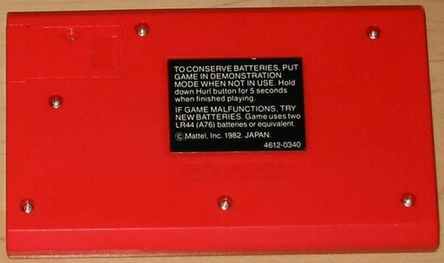 TO CONSERVE BATTERIES, PUT
GAME IN DEMONSTRATION
MODE WHEN NOT IN USE. Hold
down Hurl button for 5 seconds
when finished playing.
IF GAME MALFUNCTIONS, TRY
NEW BATTERIES. Game uses two
LR44 (A76) batteries or equivalent.
© Mattel, Inc. 1982. JAPAN.
4612-0340